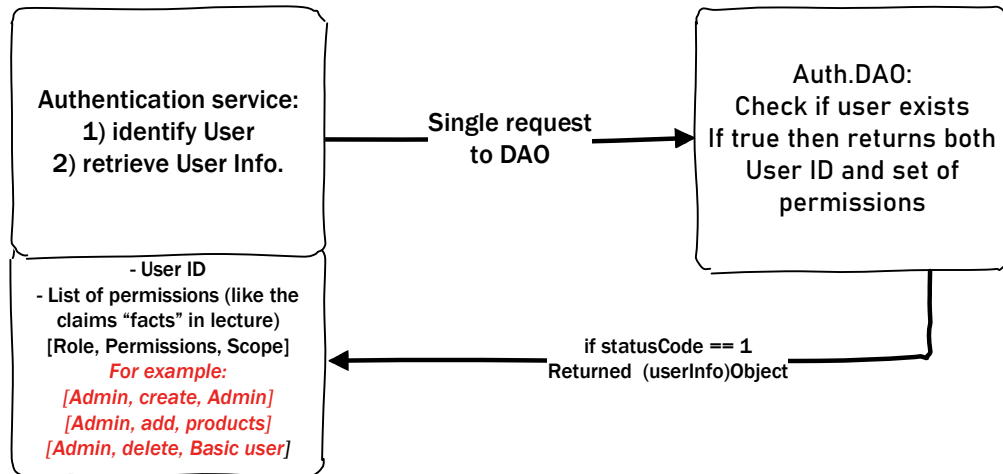 Authentication service:
1) identify User
2) retrieve User Info.
Single request
to DAO
Auth.DAO:
Check if user exists
If true then returns both
User ID and set of
permissions
- User ID
- List of permissions (like the
claims “facts” in lecture)
[Role, Permissions, Scope]
For example:
[Admin, create, Admin]
[Admin, add, products]
[Admin, delete, Basic user]
if statusCode == 1
Returned (userInfo)Object